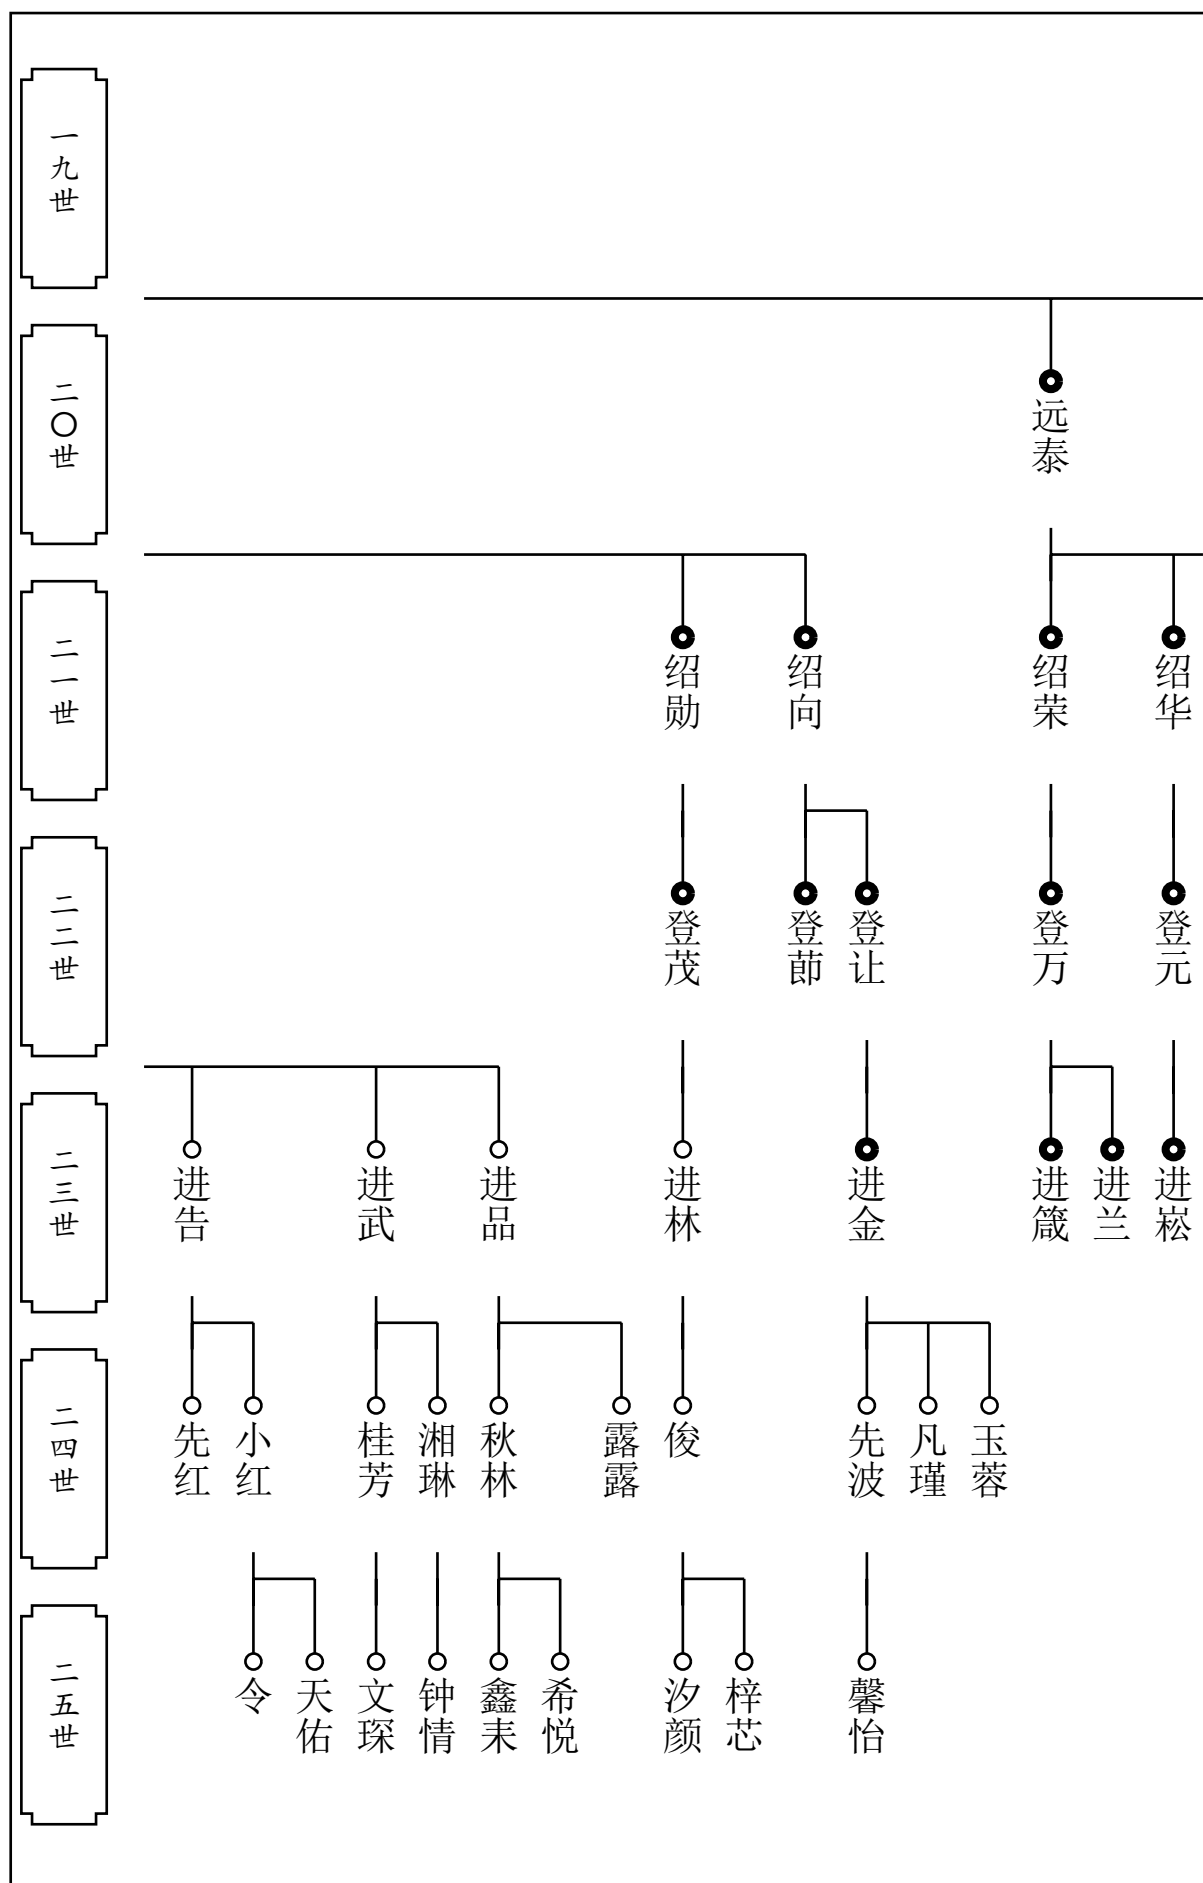 一九世
二〇世
远泰
二一世
绍勋
绍向
绍荣
绍华
二二世
登茂
登莭
登让
登万
登元
二三世
进告
进武
进品
进林
进金
进箴
进兰
进崧
二四世
先红
小红
桂芳
湘琳
秋林
露露
俊
先波
凡瑾
玉蓉
二五世
令
天佑
文琛
钟情
鑫耒
希悦
汐颜
梓芯
馨怡